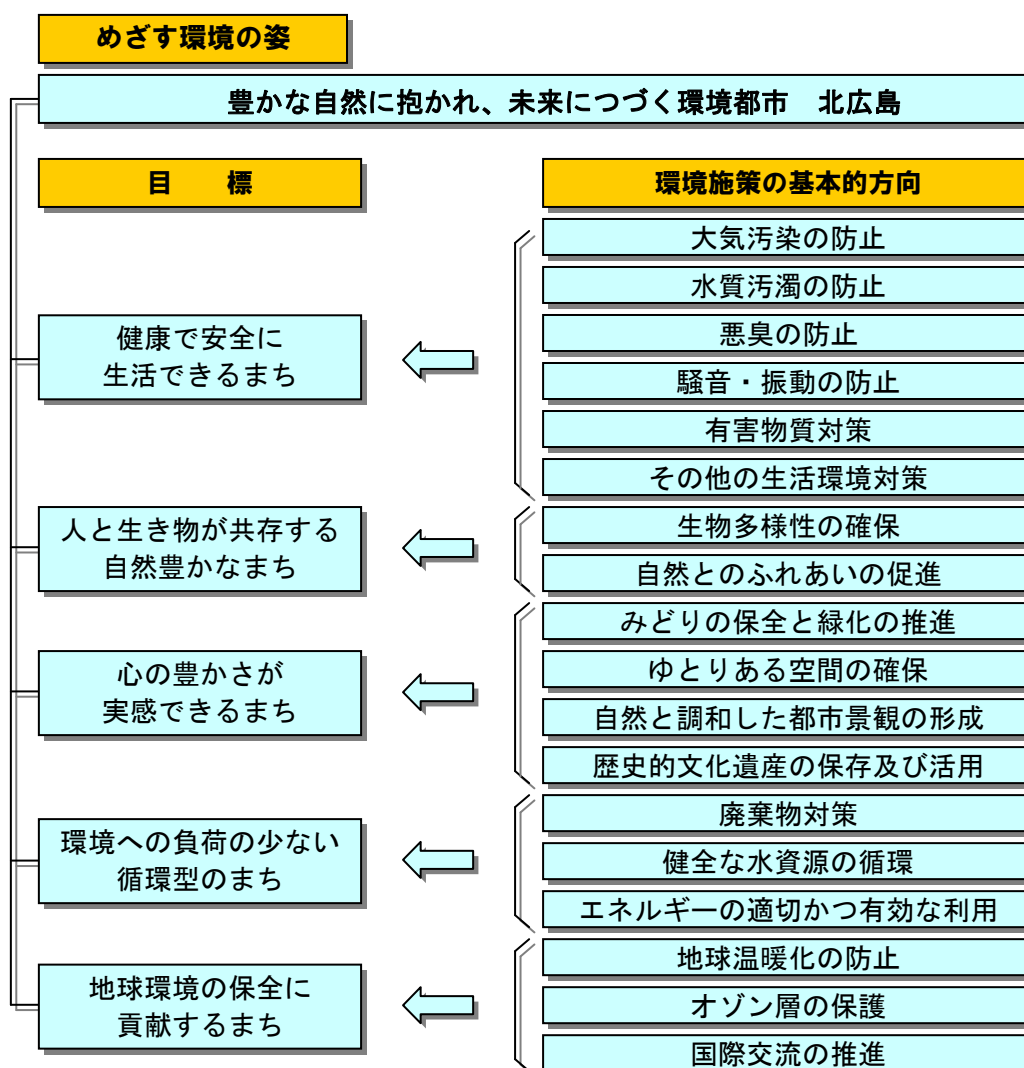 めざす環境の姿
豊かな自然に抱かれ、未来につづく環境都市　北広島
目　　標
環境施策の基本的方向
健康で安全に
生活できるまち
大気汚染の防止
水質汚濁の防止
悪臭の防止
騒音・振動の防止
有害物質対策
その他の生活環境対策
人と生き物が共存する
自然豊かなまち
生物多様性の確保
自然とのふれあいの促進
心の豊かさが
実感できるまち
みどりの保全と緑化の推進
ゆとりある空間の確保
自然と調和した都市景観の形成
歴史的文化遺産の保存及び活用
環境への負荷の少ない
循環型のまち
廃棄物対策
健全な水資源の循環
エネルギーの適切かつ有効な利用
地球環境の保全に
貢献するまち
地球温暖化の防止
オゾン層の保護
国際交流の推進